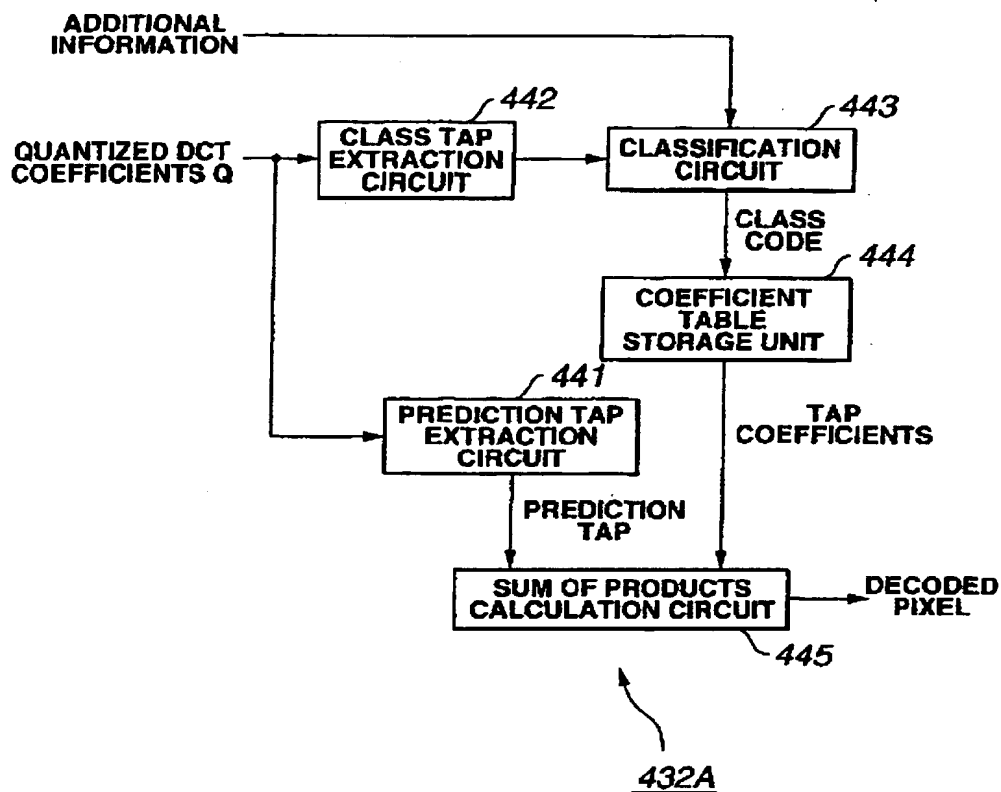 ADDITIONAL
INFORMATION
442
443
QUANTIZED DCT
COEFFICIENTS Q
CLASS TAP
EXTRACTION
CIRCUIT
CLASSIFICATION
CIRCUIT
CLASS
CODE
444
COEFFICIENT
TABLE
STORAGE UNIT
441
PREDICTION TAP
EXTRACTION
CIRCUIT
TAP
COEFFICIENTS
PREDICTION
TAP
SUM OF PRODUCTS
CALCULATION CIRCUIT
DECODED
PIXEL
445
432A